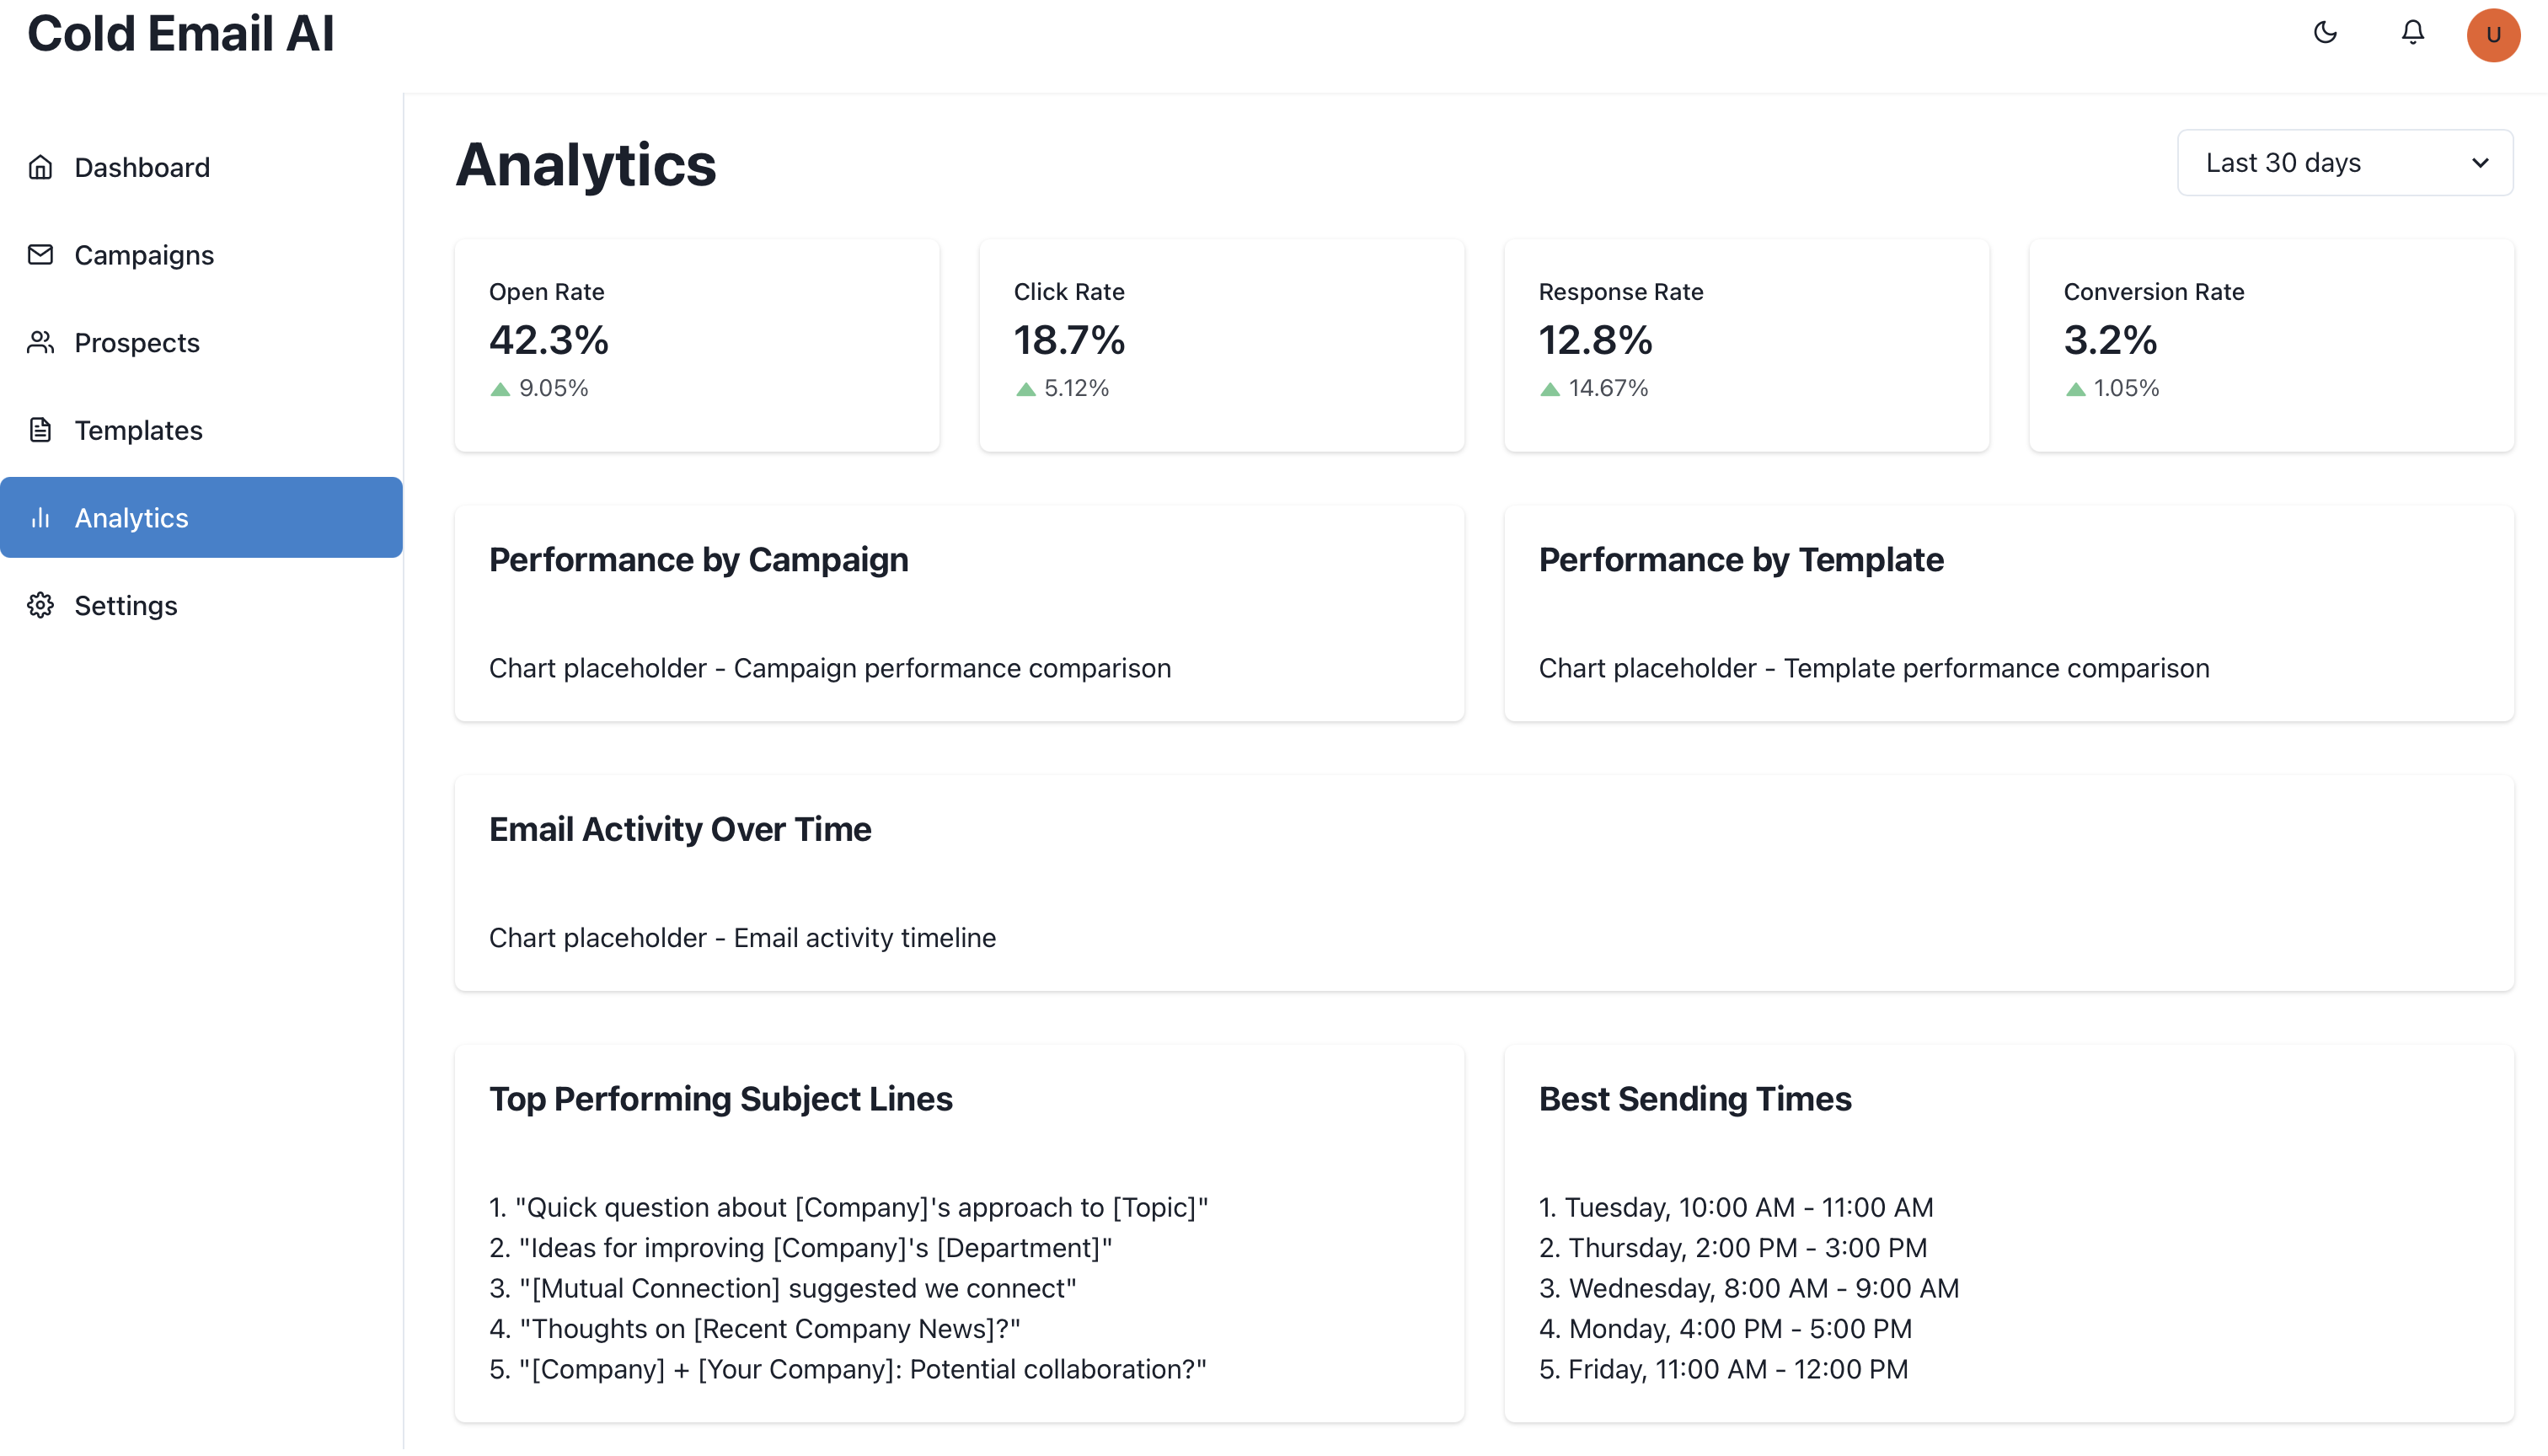 Cold Email AI
U
Dashboard
Campaigns
Prospects
Templates
Analytics
Settings
Analytics
Last 30 days
Open Rate
42.3%
9.05%
Click Rate
18.7%
5.12%
Response Rate
12.8%
14.67%
Conversion Rate
3.2%
1.05%
Performance by Campaign
Chart placeholder - Campaign performance comparison
Performance by Template
Chart placeholder - Template performance comparison
Email Activity Over Time
Chart placeholder - Email activity timeline
Top Performing Subject Lines
1. "Quick question about [Company]'s approach to [Topic]"
2. "Ideas for improving [Company]'s [Department]"
3. "[Mutual Connection] suggested we connect"
4. "Thoughts on [Recent Company News]?"
5. "[Company] + [Your Company]: Potential collaboration?"
Best Sending Times
1. Tuesday, 10:00 AM - 11:00 AM
2. Thursday, 2:00 PM - 3:00 PM
3. Wednesday, 8:00 AM - 9:00 AM
4. Monday, 4:00 PM - 5:00 PM
5. Friday, 11:00 AM - 12:00 PM